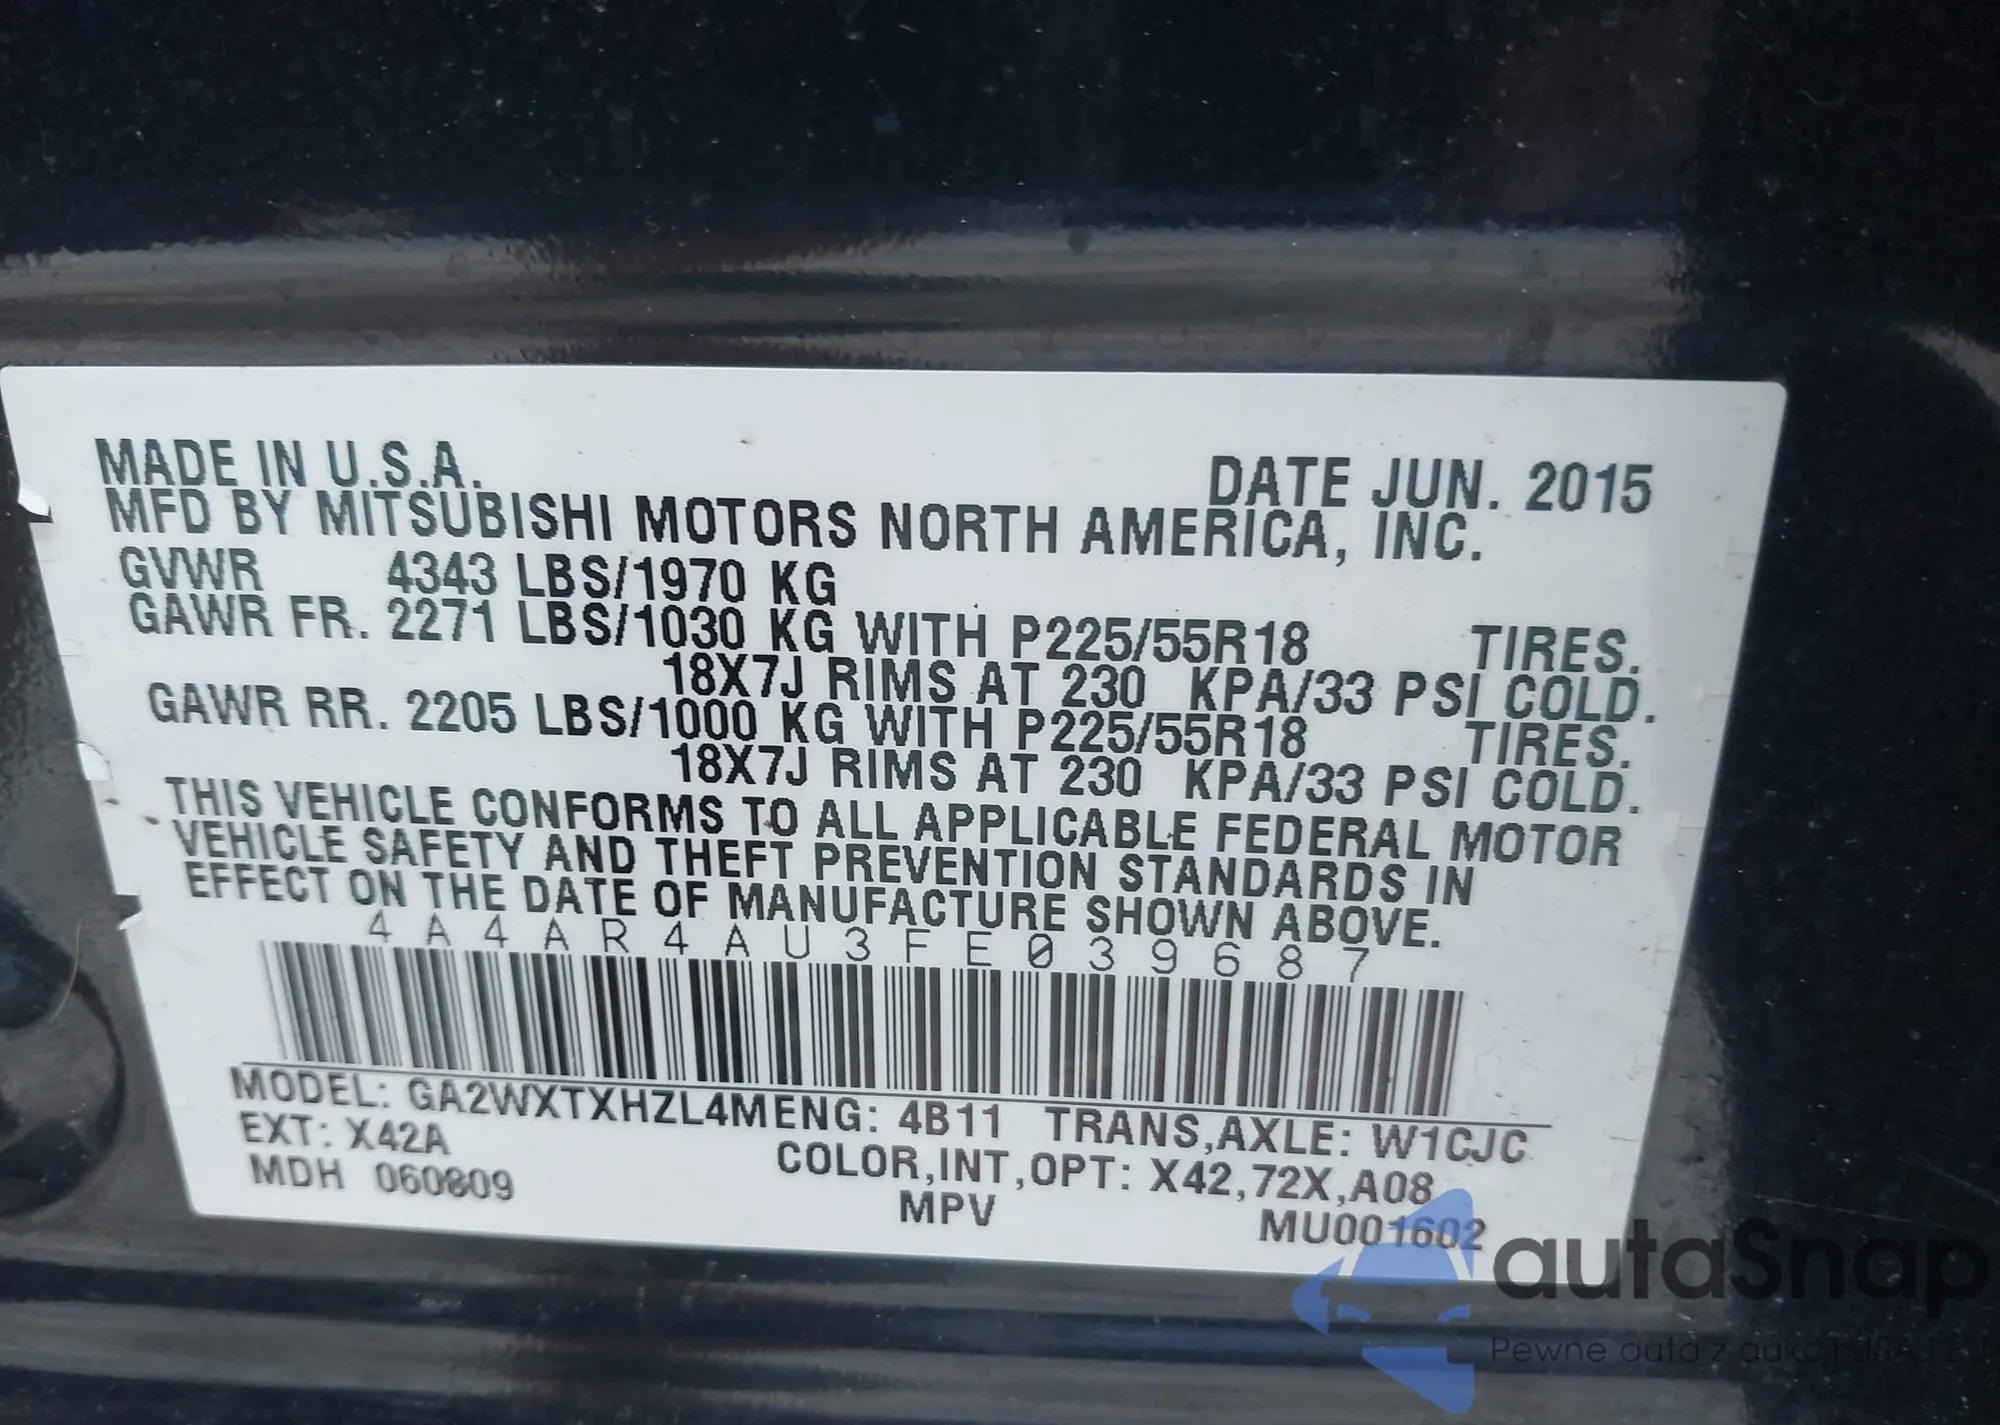 MADE IN U.S.A. DATE JUN. 2015
MFD BY MITSUBISHI MOTORS NORTH AMERICA, INC.
GVWR 4343 LBS/1970 KG
GAWR FR. 2271 LBS/1030 KG WITH P225/55R18 TIRES.
18X7J RIMS AT 230 KPA/33 PSI COLD.
GAWR RR. 2205 LBS/1000 KG WITH P225/55R18 TIRES.
18X7J RIMS AT 230 KPA/33 PSI COLD.
THIS VEHICLE CONFORMS TO ALL APPLICABLE FEDERAL MOTOR
VEHICLE SAFETY AND THEFT PREVENTION STANDARDS IN
EFFECT ON THE DATE OF MANUFACTURE SHOWN ABOVE.
4A4AR4AU3FE039687
MODEL: GA2WXTXHZL4MENG: 4B11 TRANS,AXLE: W1CJC
EXT: X42A COLOR,INT,OPT: X42,72X,A08
MDH 060809 MPV MU001602
autaSnap
Pewne auta z aukcji USA